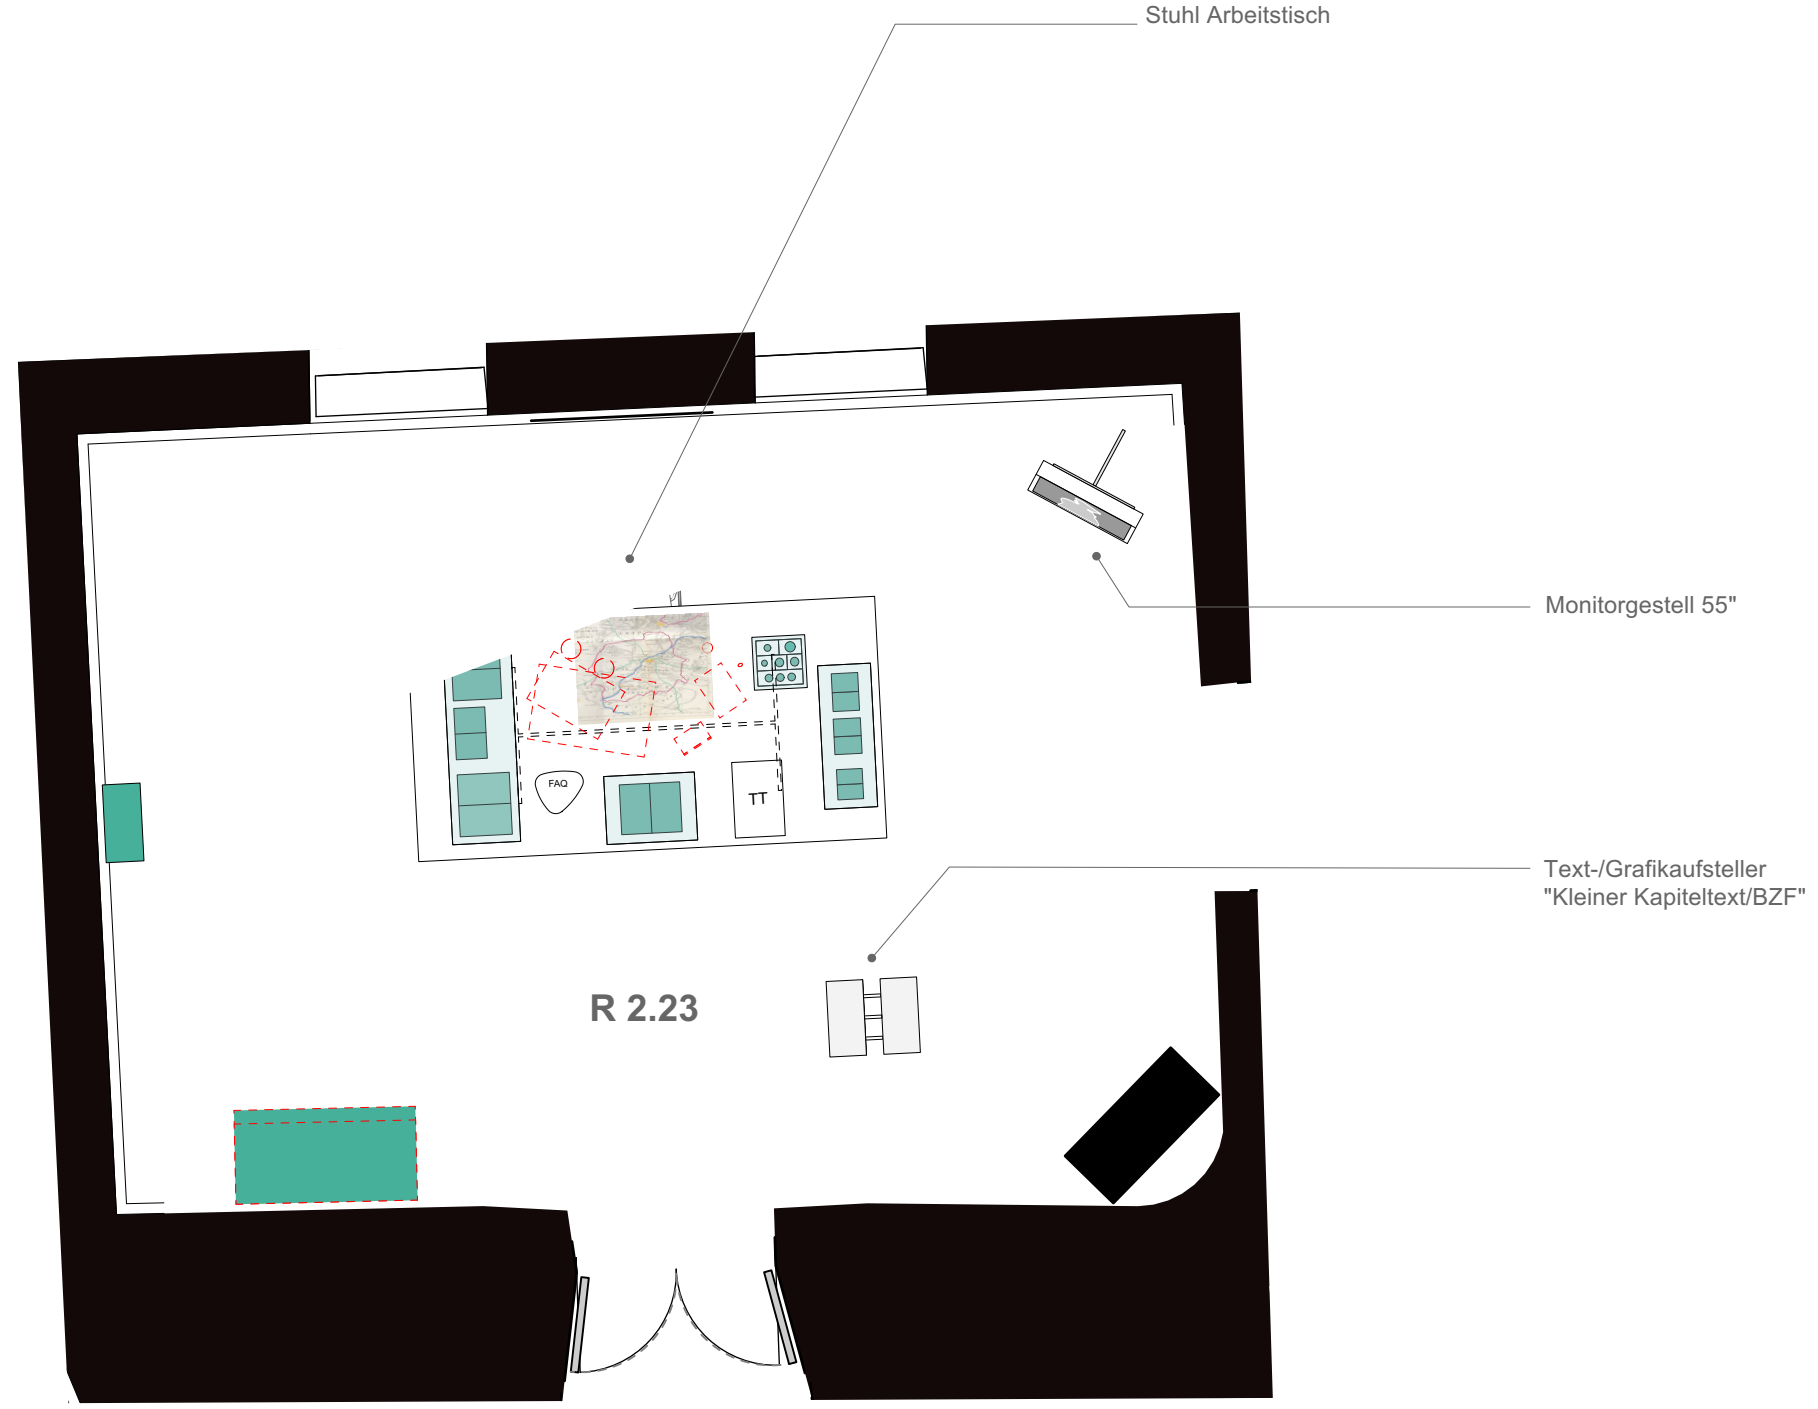 Stuhl Arbeitstisch
Monitorgestell 55"
FAQ
TT
Text-/Grafikaufsteller
"Kleiner Kapiteltext/BZF"
R 2.23